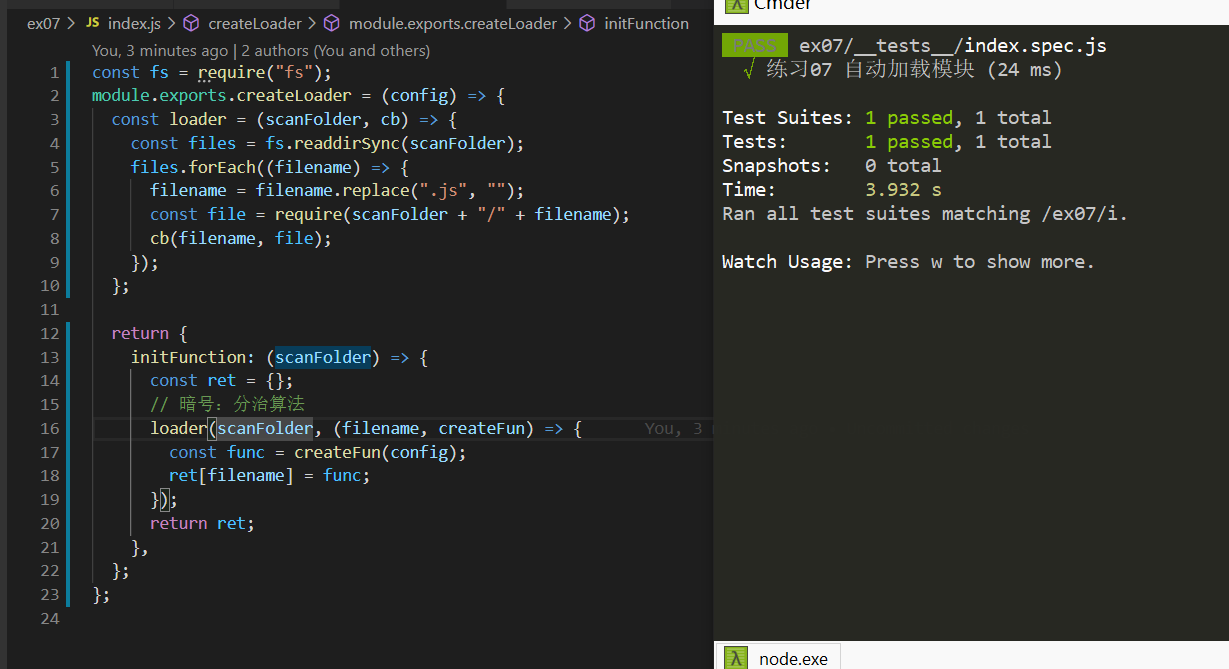 ex07 > JS index.js > createLoader > module.exports.createLoader > initFunction
You, 3 minutes ago | 2 authors (You and others)
1 const fs = require("fs");
2 module.exports.createLoader = (config) => {
3 const loader = (scanFolder, cb) => {
4 const files = fs.readdirSync(scanFolder);
5 files.forEach((filename) => {
6 filename = filename.replace(".js", "");
7 const file = require(scanFolder + "/" + filename);
8 cb(filename, file);
9 });
10 };
11
12 return {
13 initFunction: (scanFolder) => {
14 const ret = {};
15 // 暗号：分治算法
16 loader(scanFolder, (filename, createFun) => { You, 3
17 const func = createFun(config);
18 ret[filename] = func;
19 });
20 return ret;
21 },
22 };
23 };
24
λ Cmder
PASS ex07/__tests__/index.spec.js
√ 练习07 自动加载模块 (24 ms)
Test Suites: 1 passed, 1 total
Tests: 1 passed, 1 total
Snapshots: 0 total
Time: 3.932 s
Ran all test suites matching /ex07/i.
Watch Usage: Press w to show more.
λ node.exe